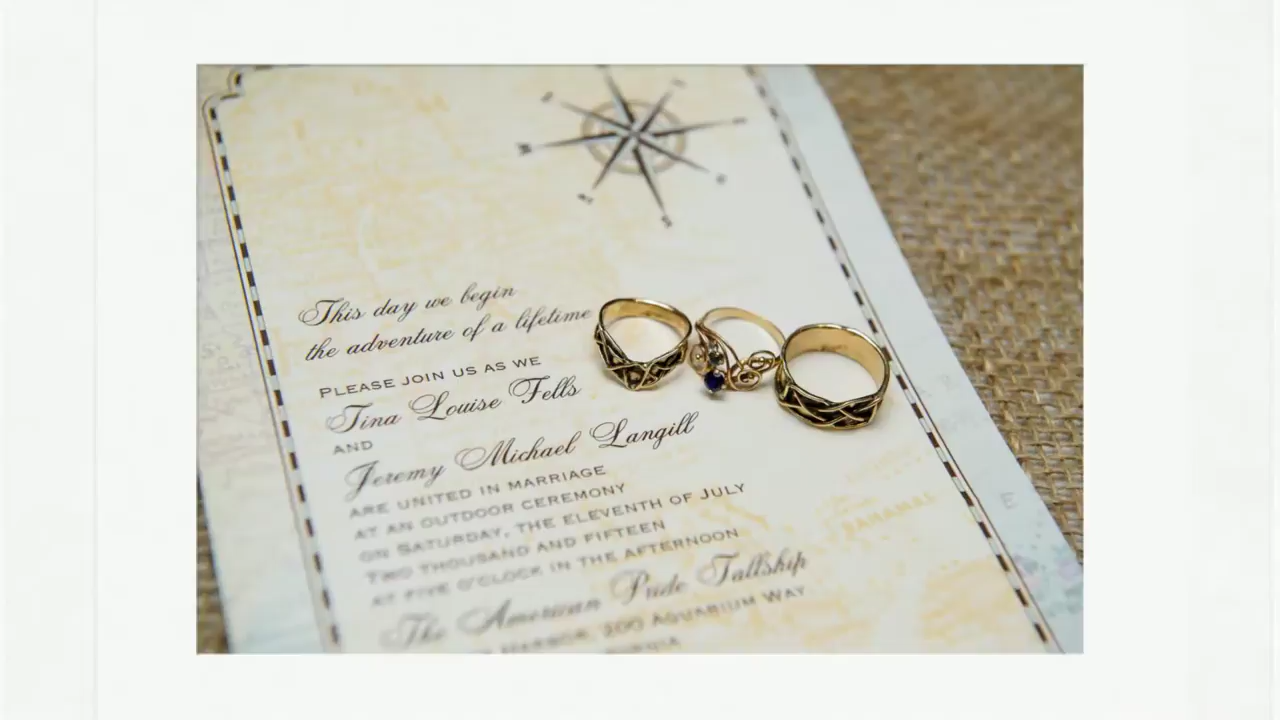 This day we begin
the adventure of a lifetime
PLEASE JOIN US AS WE
Tina Louise Fells
AND
Jeremy Michael Langill
ARE UNITED IN MARRIAGE
AT AN OUTDOOR CEREMONY
ON SATURDAY, THE ELEVENTH OF JULY
TWO THOUSAND AND FIFTEEN
AT FIVE O'CLOCK IN THE AFTERNOON
The American Pride Tallship
HARBOR, 200 AQUARIUM WAY
BAHAMAS
E